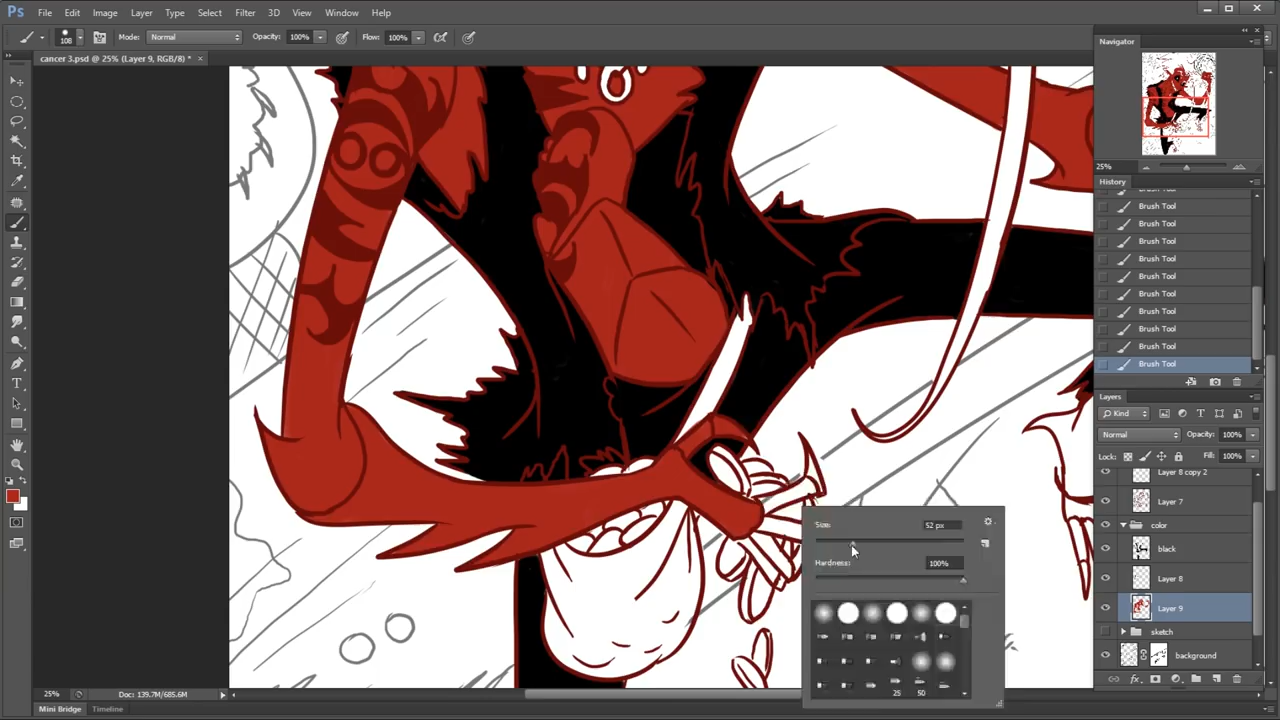 Ps File Edit Image Layer Type Select Filter 3D View Window Help
108 Mode: Normal Opacity: 100% Flow: 100%
cancer 3.psd @ 25% (Layer 9, RGB/8) * ×
Navigator
25%
History
Brush Tool
Brush Tool
Brush Tool
Brush Tool
Brush Tool
Brush Tool
Brush Tool
Brush Tool
Brush Tool
Brush Tool
Layers
Kind
Normal Opacity: 100%
Lock: Fill: 100%
Layer 8 copy 2
Layer 7
color
black
Layer 8
Layer 9
sketch
background
Size: 52 px
Hardness: 100%
25 50
25% Doc: 139.7M/685.6M
Mini Bridge Timeline